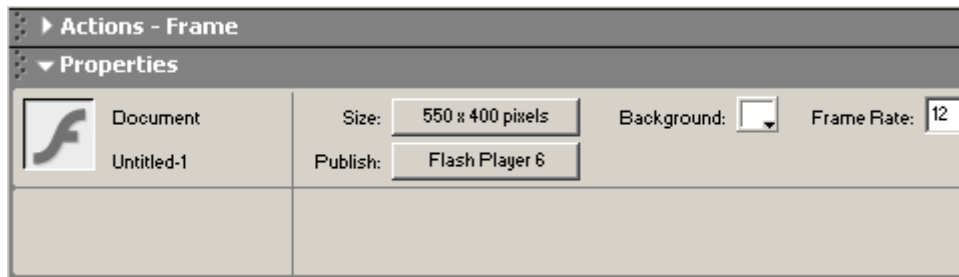 Actions - Frame
Properties
Document Size: 550 x 400 pixels Background: Frame Rate: 12
Untitled-1 Publish: Flash Player 6